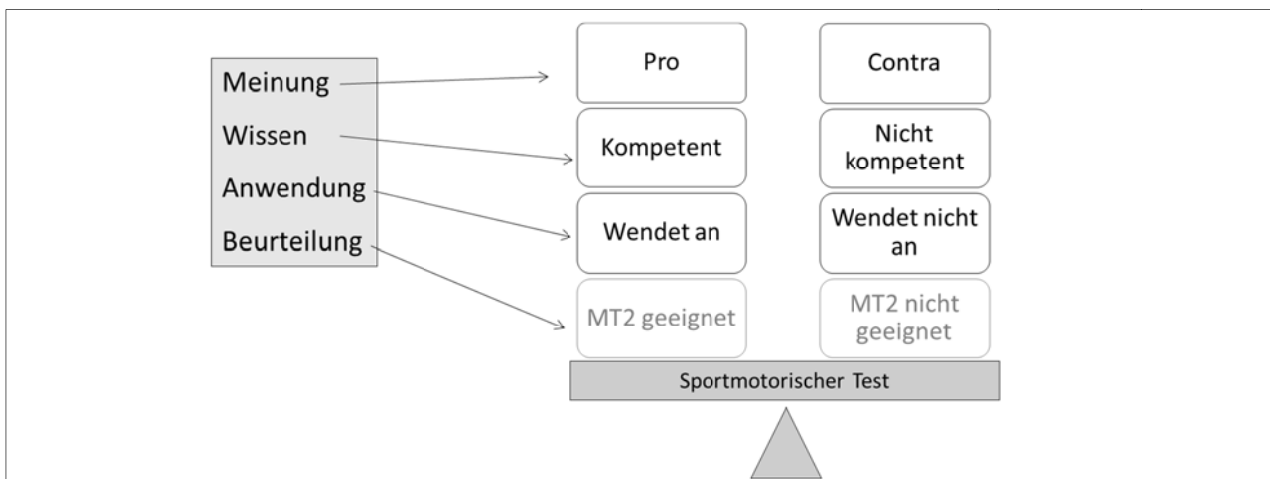 Meinung
Wissen
Anwendung
Beurteilung
Pro
Contra
Kompetent
Nicht
kompetent
Wendet an
Wendet nicht
an
MT2 geeignet
MT2 nicht
geeignet
Sportmotorischer Test